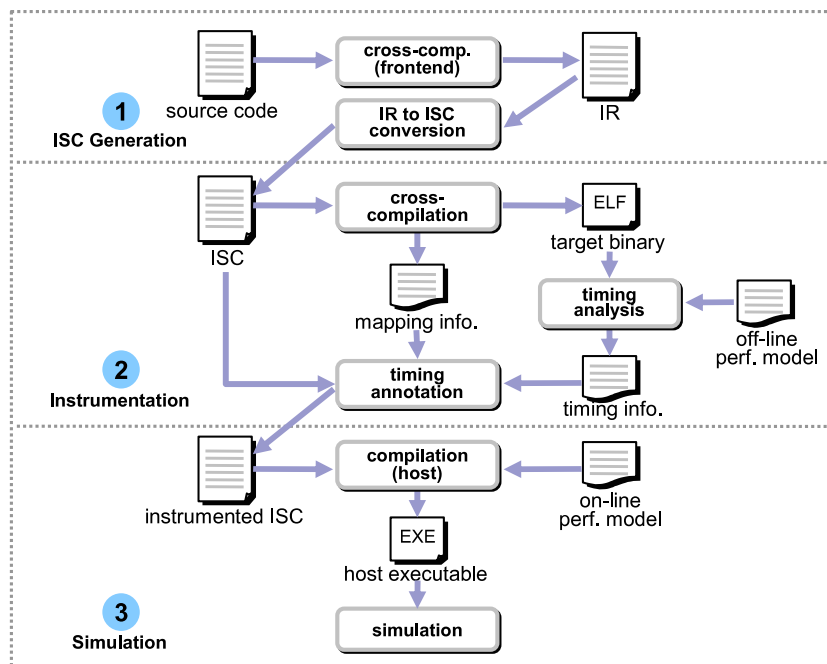 cross-comp.
(frontend)
source code
IR
1
ISC Generation
IR to ISC
conversion
ISC
cross-
compilation
ELF
target binary
mapping info.
timing
analysis
off-line
perf. model
2
Instrumentation
timing
annotation
timing info.
instrumented ISC
compilation
(host)
on-line
perf. model
EXE
host executable
3
Simulation
simulation